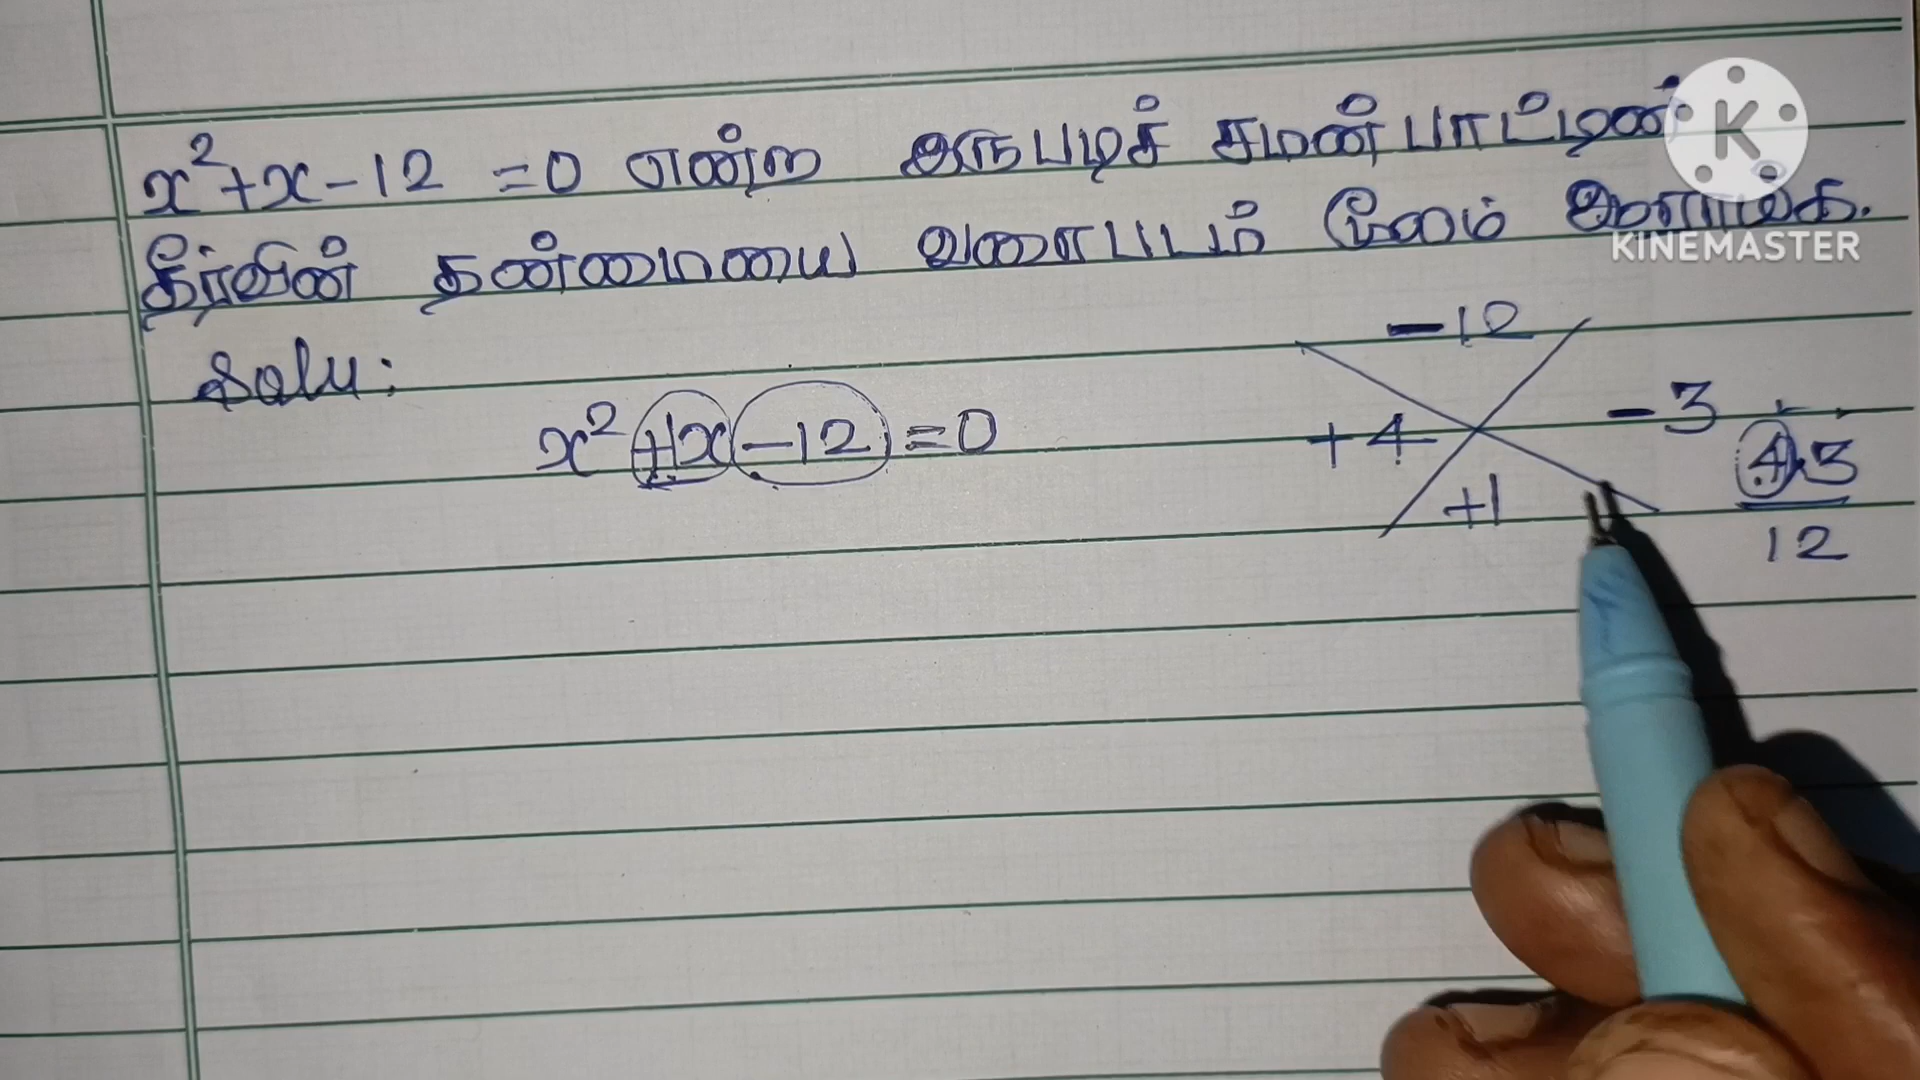 x²+x-12 =0 என்ற இருபடிச் சமன்பாட்டின்
தீர்வின் தன்மையை வரைபடம் மூலம் ஆராய்க.
Solu:
x² +1x -12 =0
-12
+4 -3
+1
4×3
12
KINEMASTER